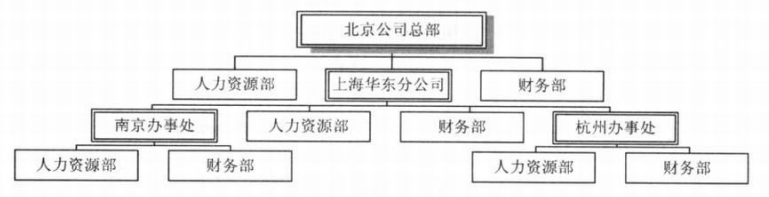 北京公司总部
人力资源部
上海华东分公司
财务部
南京办事处
人力资源部
财务部
杭州办事处
人力资源部
财务部
人力资源部
财务部